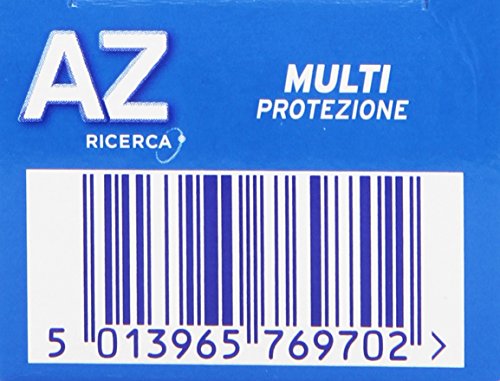 AZ
RICERCA
MULTI
PROTEZIONE
5 013965 769702 >